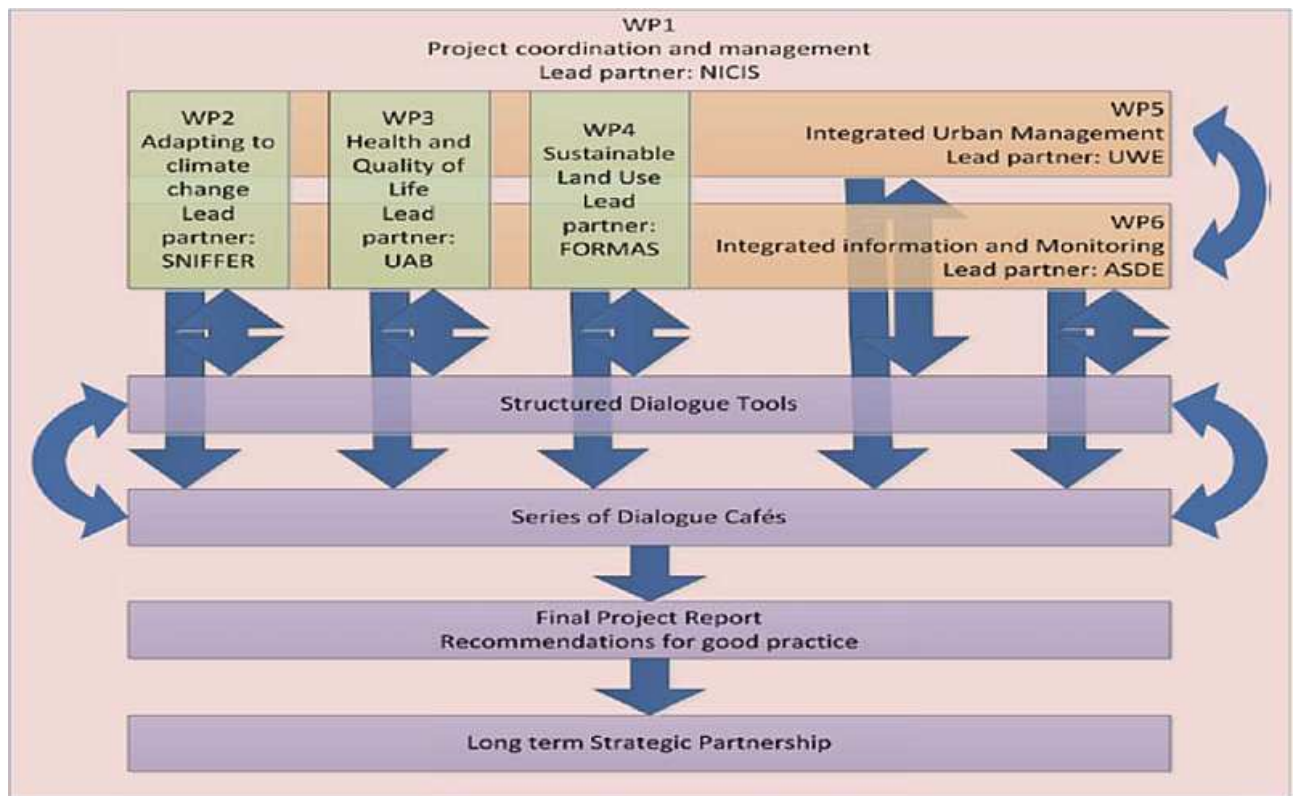 WP1
Project coordination and management
Lead partner: NICIS
WP2
Adapting to
climate
change
Lead
partner:
SNIFFER
WP3
Health and
Quality of
Life
Lead
partner:
UAB
WP4
Sustainable
Land Use
Lead
partner:
FORMAS
WP5
Integrated Urban Management
Lead partner: UWE
WP6
Integrated information and Monitoring
Lead partner: ASDE
Structured Dialogue Tools
Series of Dialogue Cafés
Final Project Report
Recommendations for good practice
Long term Strategic Partnership